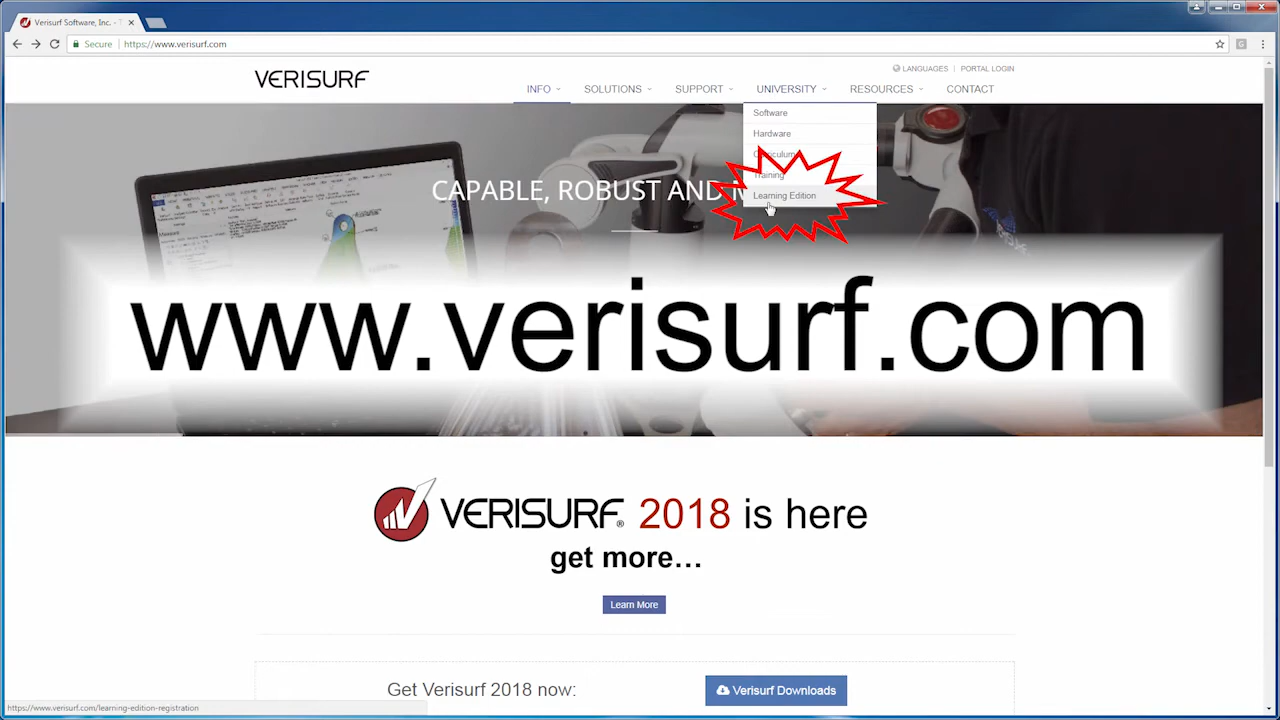 Verisurf Software, Inc. - T
Secure https://www.verisurf.com
LANGUAGES | PORTAL LOGIN
VERISURF
INFO SOLUTIONS SUPPORT UNIVERSITY RESOURCES CONTACT
Software
Hardware
Curriculum
Training
Learning Edition
CAPABLE, ROBUST AND
www.verisurf.com
VERISURF® 2018 is here
get more…
Learn More
Get Verisurf 2018 now:
Verisurf Downloads
https://www.verisurf.com/learning-edition-registration